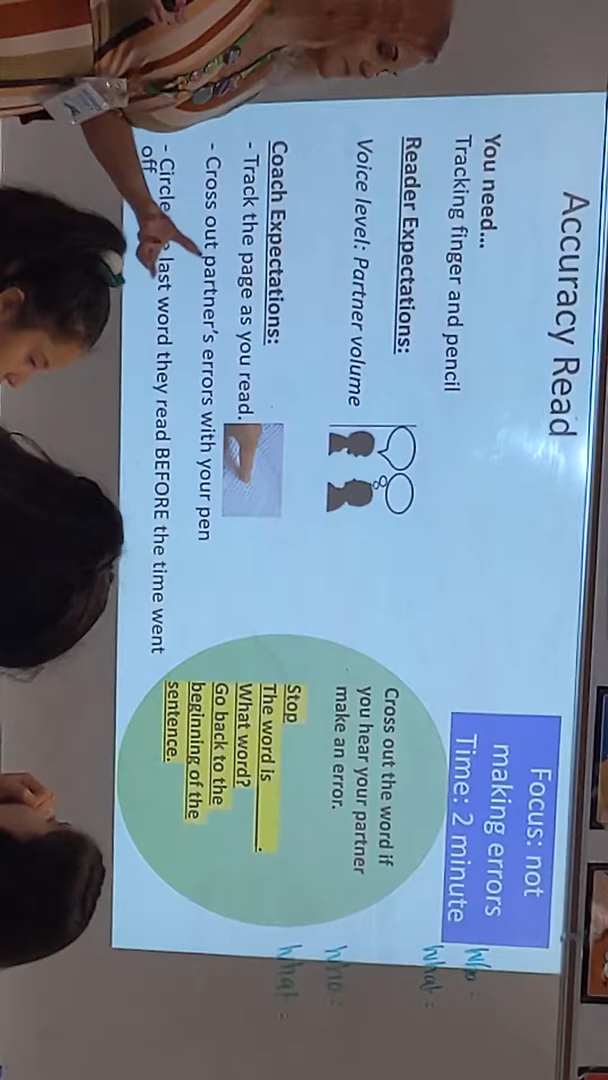 Accuracy Read
You need...
Tracking finger and pencil
Reader Expectations:
Voice level: Partner volume
Coach Expectations:
- Track the page as you read.
- Cross out partner's errors with your pen
- Circle last word they read BEFORE the time went
off
Focus: not
making errors
Time: 2 minute
Cross out the word if
you hear your partner
make an error.
Stop
The word is ________.
What word?
Go back to the
beginning of the
sentence.
Who:
What:
Who:
What: